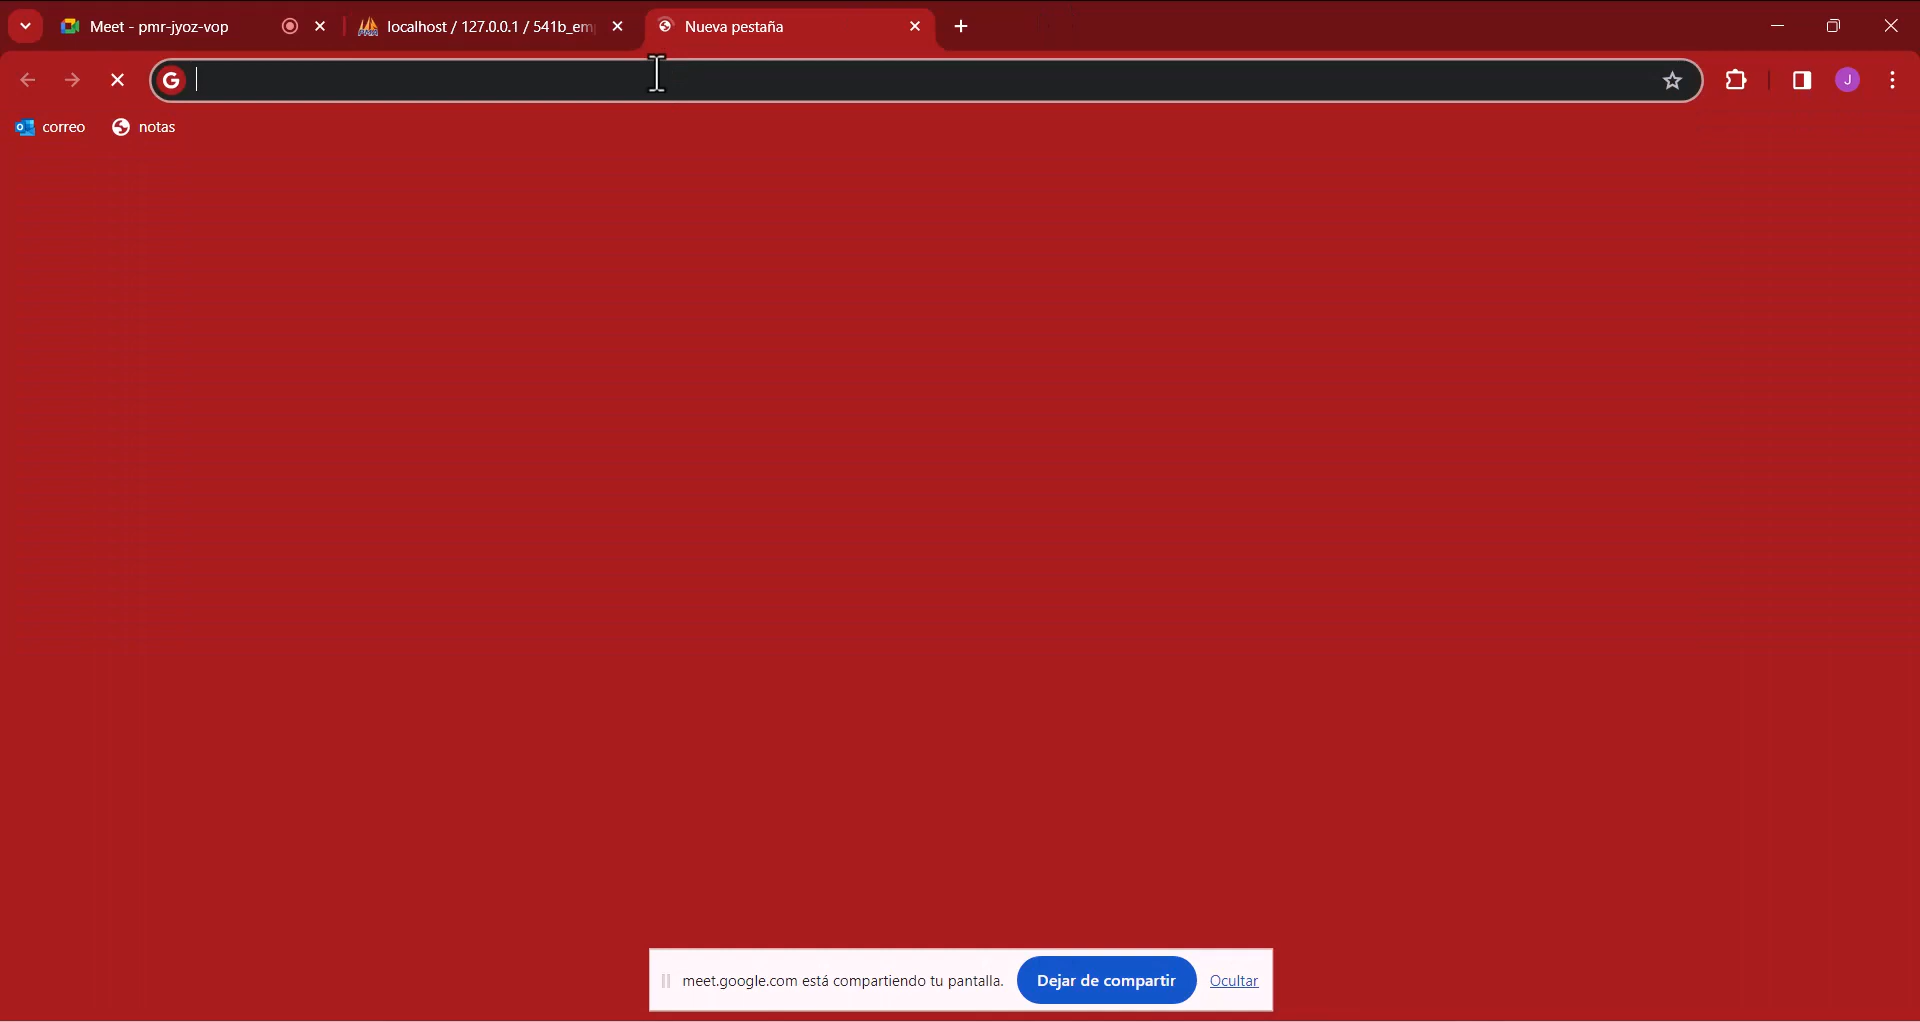 Meet - pmr-jyoz-vop
localhost / 127.0.0.1 / 541b_em
Nueva pestaña
G
J
correo
notas
meet.google.com está compartiendo tu pantalla.
Dejar de compartir
Ocultar